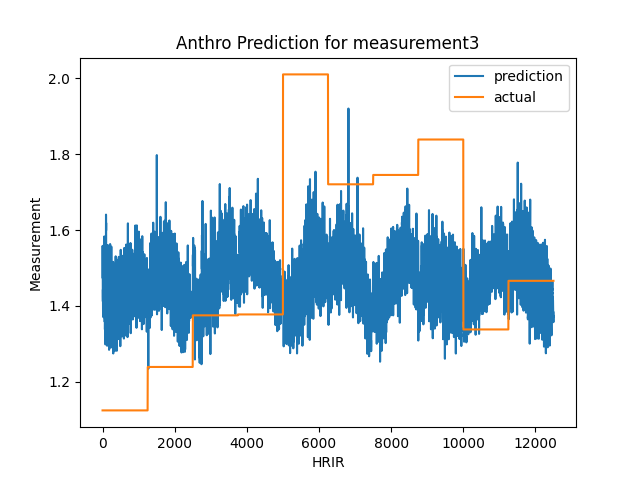 Anthro Prediction for measurement3
prediction
actual
Measurement
2.0
1.8
1.6
1.4
1.2
0 2000 4000 6000 8000 10000 12000
HRIR